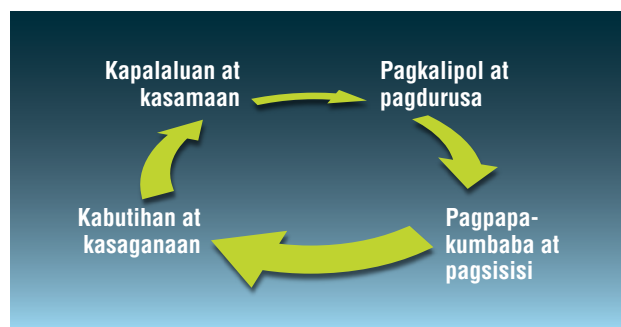 Kapalaluan at
kasamaan
Pagkalipol at
pagdurusa
Kabutihan at
kasaganaan
Pagpapa-
kumbaba at
pagsisisi